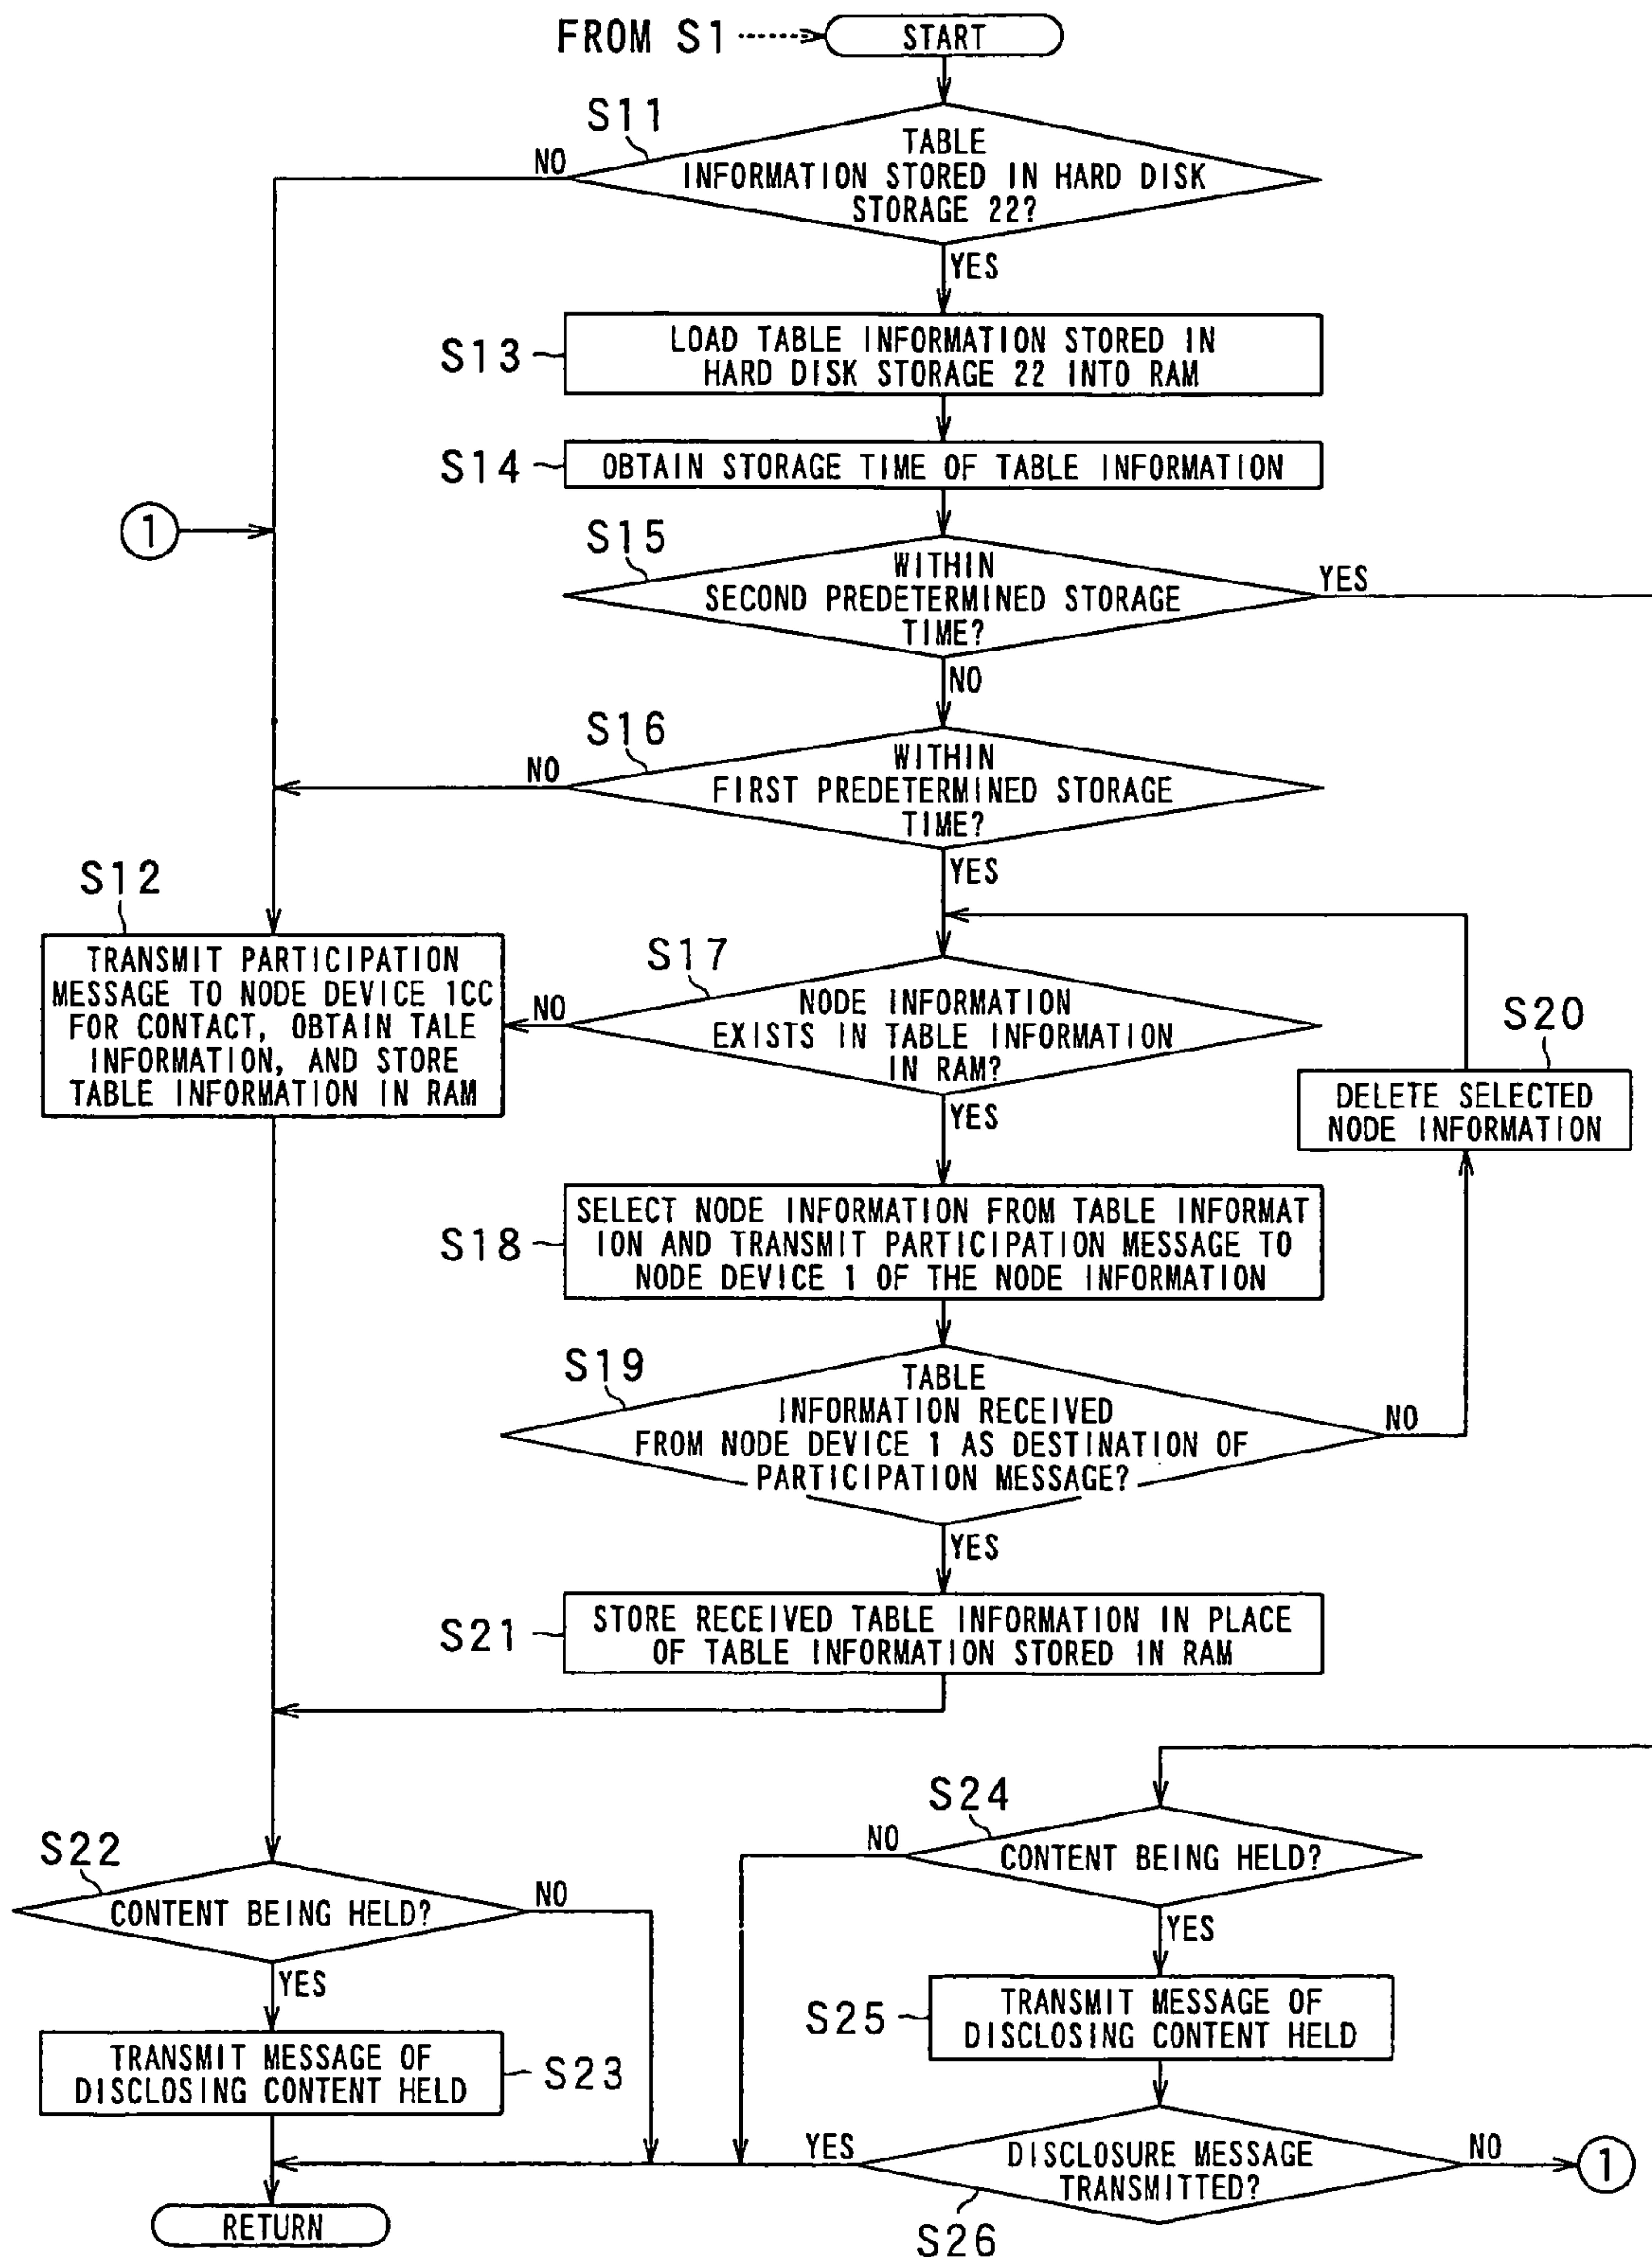 FROM S1
START
S11
TABLE
INFORMATION STORED IN HARD DISK
STORAGE 22?
NO
YES
S13
LOAD TABLE INFORMATION STORED IN
HARD DISK STORAGE 22 INTO RAM
S14
OBTAIN STORAGE TIME OF TABLE INFORMATION
1
S15
WITHIN
SECOND PREDETERMINED STORAGE
TIME?
YES
NO
S16
WITHIN
FIRST PREDETERMINED STORAGE
TIME?
NO
YES
S12
TRANSMIT PARTICIPATION
MESSAGE TO NODE DEVICE 1CC
FOR CONTACT, OBTAIN TALE
INFORMATION, AND STORE
TABLE INFORMATION IN RAM
S17
NODE INFORMATION
EXISTS IN TABLE INFORMATION
IN RAM?
NO
YES
S20
DELETE SELECTED
NODE INFORMATION
S18
SELECT NODE INFORMATION FROM TABLE INFORMAT
ION AND TRANSMIT PARTICIPATION MESSAGE TO
NODE DEVICE 1 OF THE NODE INFORMATION
S19
TABLE
INFORMATION RECEIVED
FROM NODE DEVICE 1 AS DESTINATION OF
PARTICIPATION MESSAGE?
NO
YES
S21
STORE RECEIVED TABLE INFORMATION IN PLACE
OF TABLE INFORMATION STORED IN RAM
S22
CONTENT BEING HELD?
NO
YES
TRANSMIT MESSAGE OF
DISCLOSING CONTENT HELD
S23
S24
CONTENT BEING HELD?
NO
YES
S25
TRANSMIT MESSAGE OF
DISCLOSING CONTENT HELD
DISCLOSURE MESSAGE
TRANSMITTED?
YES
NO
1
S26
RETURN